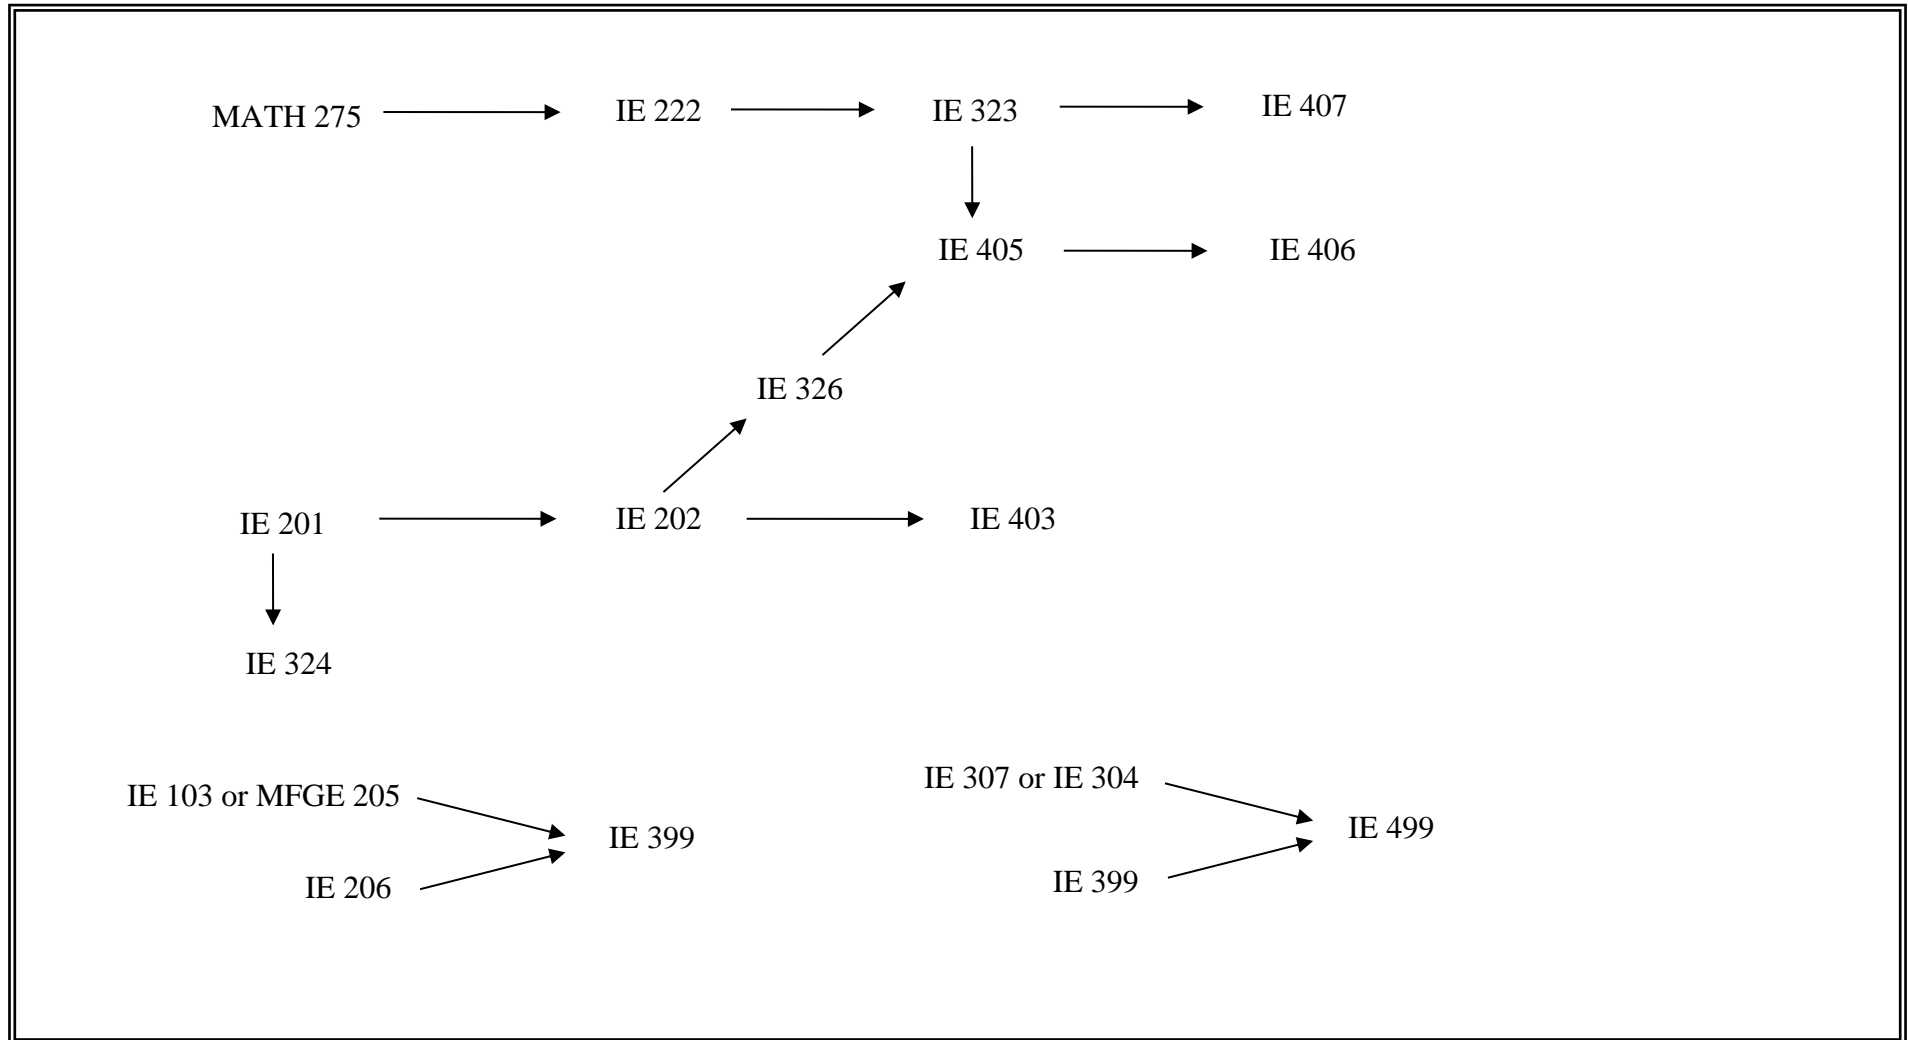 MATH 275
IE 222
IE 323
IE 407
IE 405
IE 406
IE 326
IE 201
IE 202
IE 403
IE 324
IE 103 or MFGE 205
IE 206
IE 399
IE 307 or IE 304
IE 399
IE 499